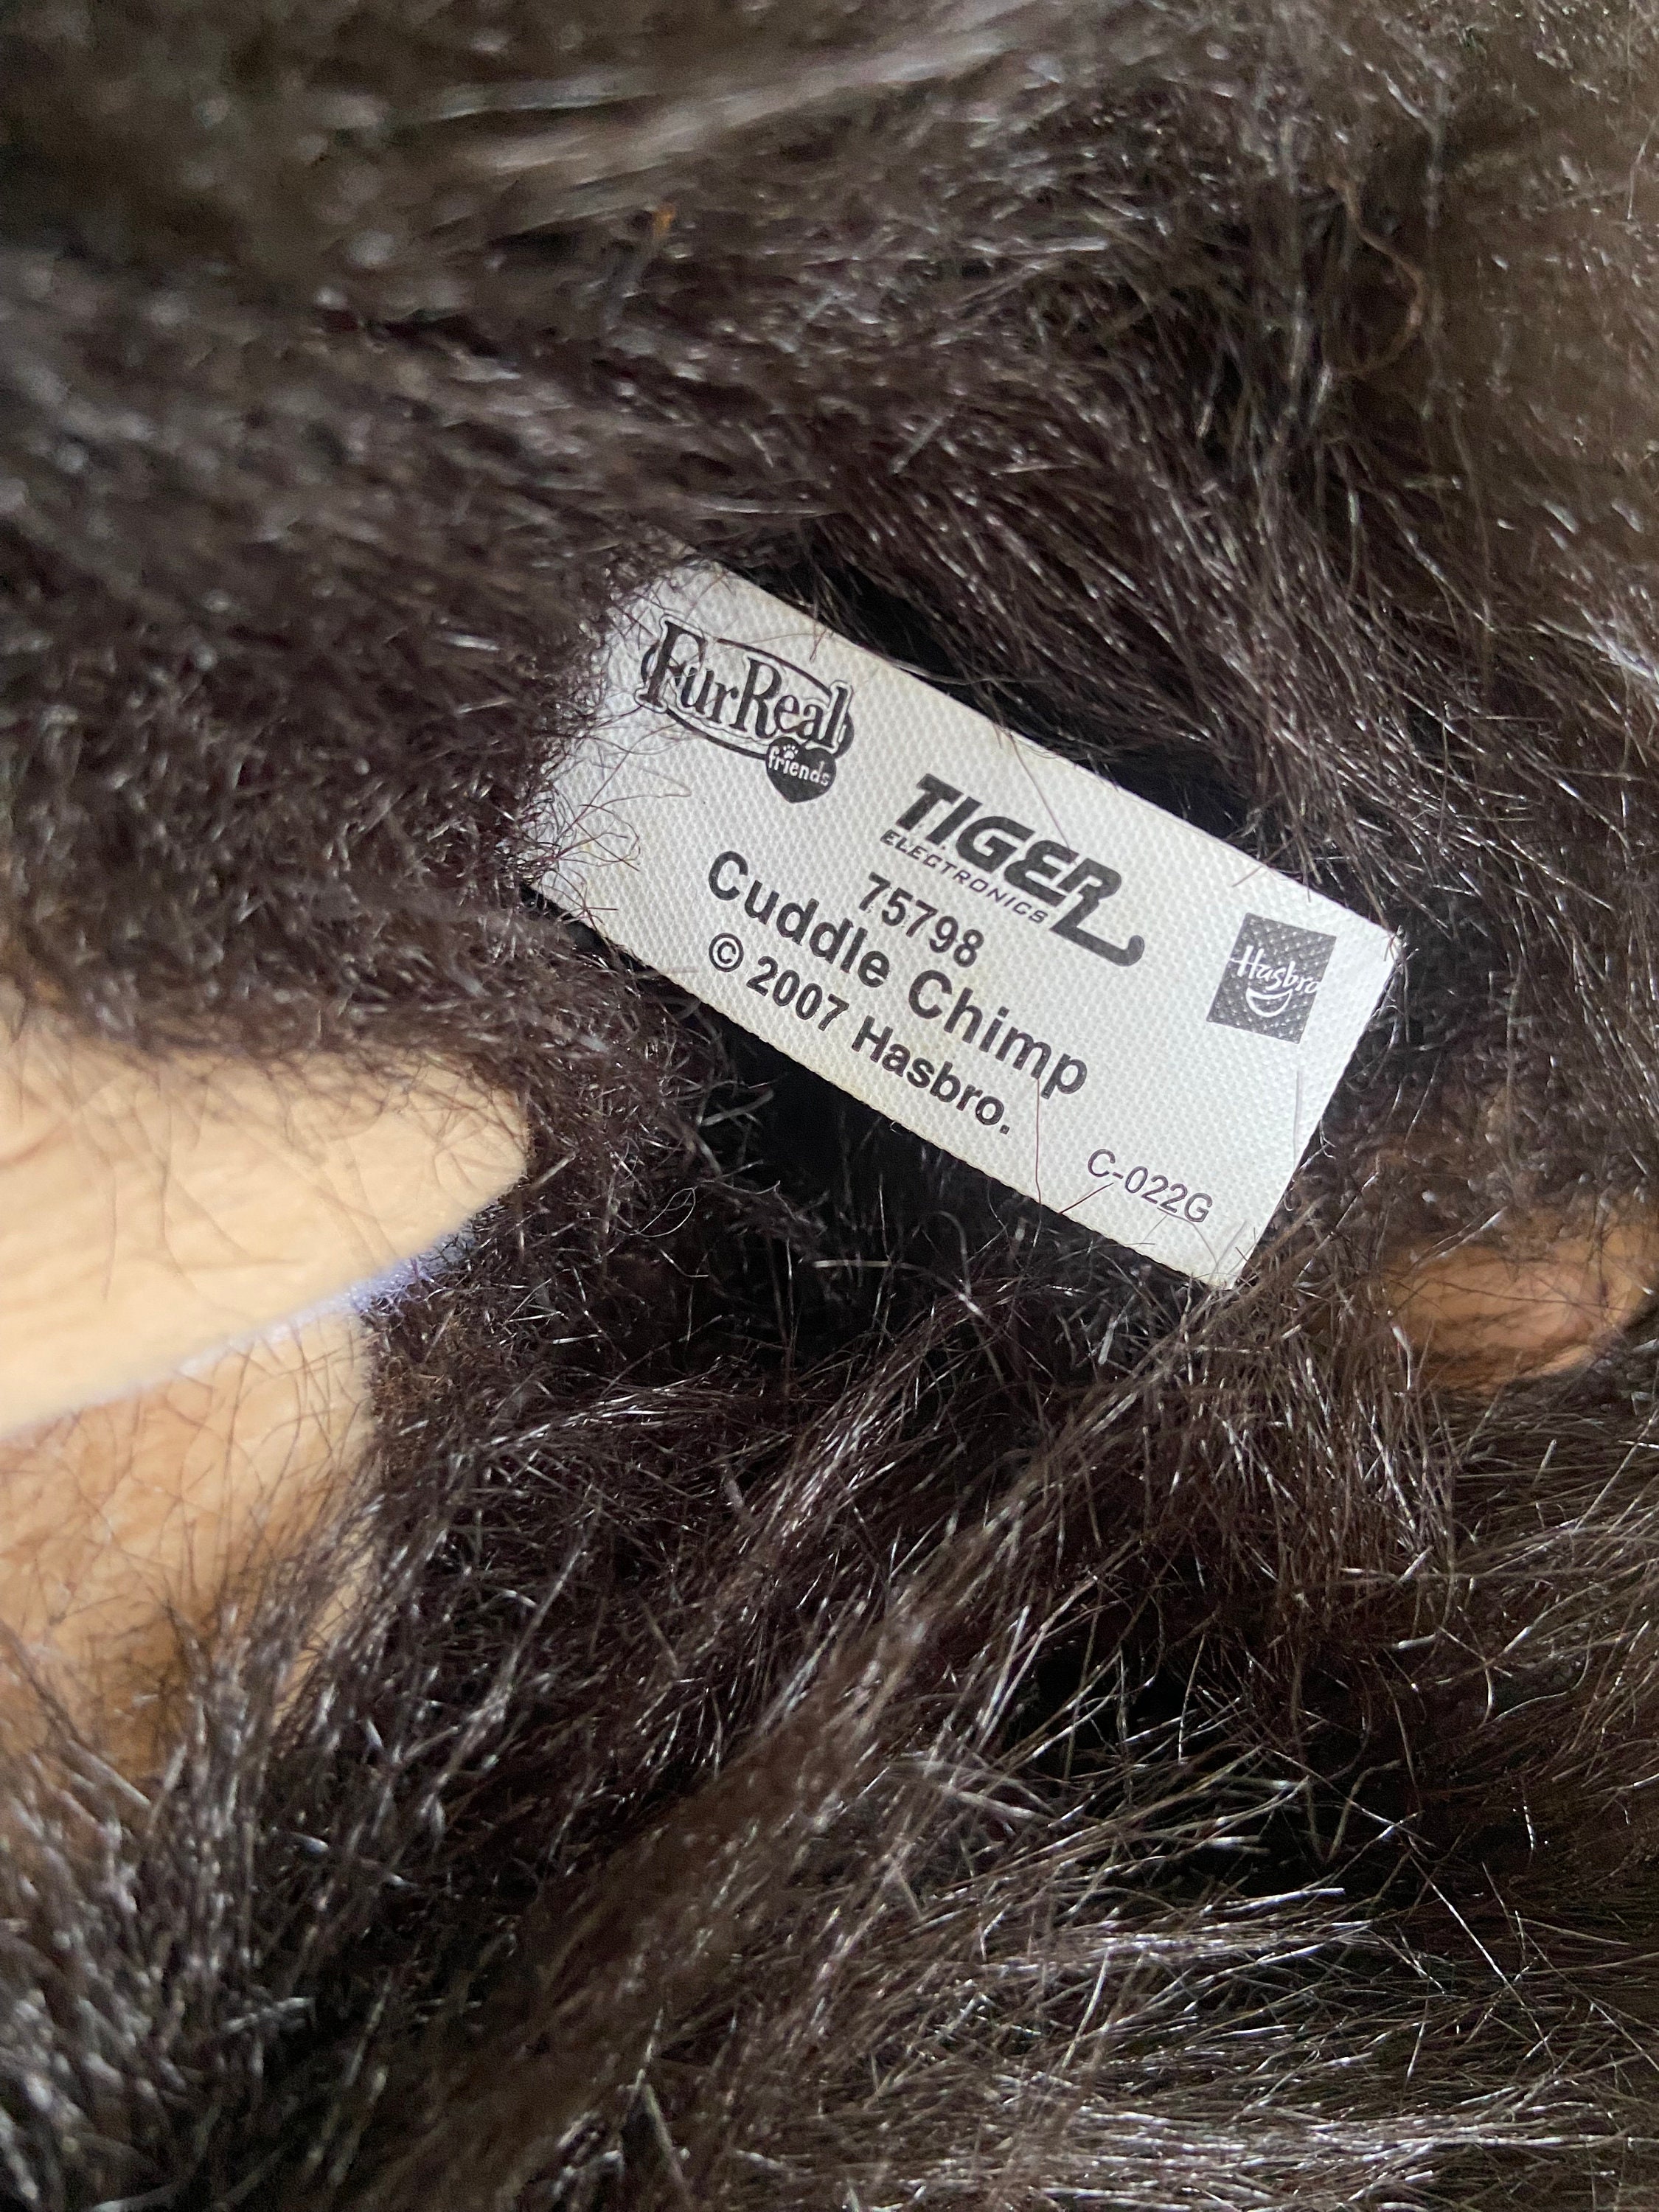 FurReal
friends
TIGER
ELECTRONICS
75798
Cuddle Chimp
© 2007 Hasbro.
Hasbro
C-022G